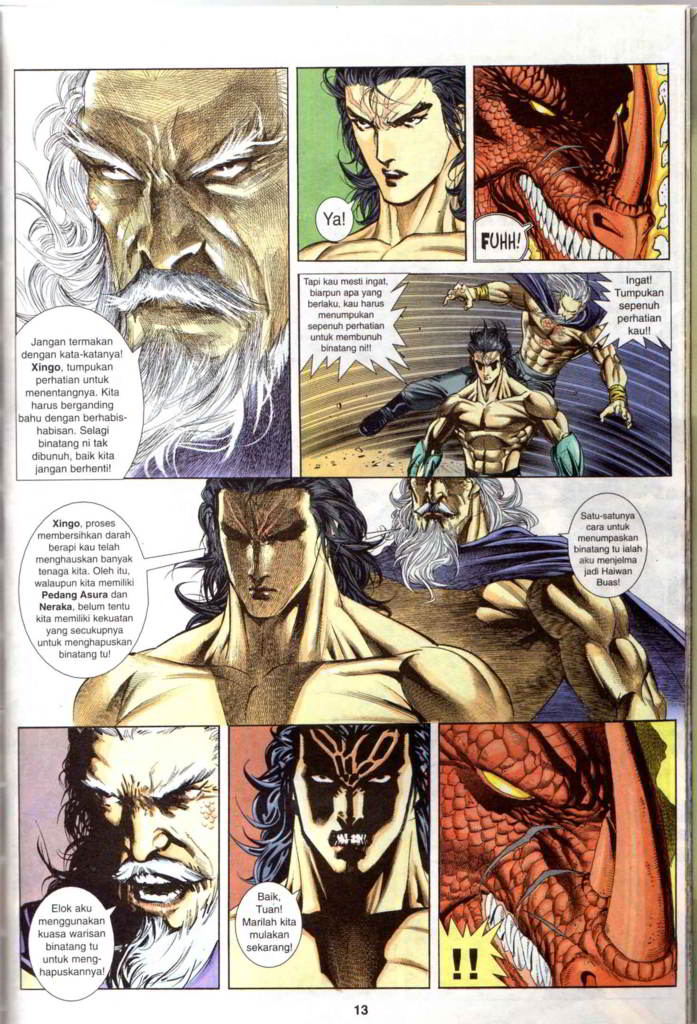 Jangan termakan
dengan kata-katanya!
Xingo, tumpukan
perhatian untuk
menentangnya. Kita
harus berganding
bahu dengan berhabis-
habisan. Selagi
binatang ni tak
dibunuh, baik kita
jangan berhenti!
Ya!
FUHH!
Tapi kau mesti ingat,
biarpun apa yang
berlaku, kau harus
menumpukan
sepenuh perhatian
untuk membunuh
binatang ni!!
Ingat!
Tumpukan
sepenuh
perhatian
kau!!
Xingo, proses
membersihkan darah
berapi kau telah
menghauskan banyak
tenaga kita. Oleh itu,
walaupun kita memiliki
Pedang Asura dan
Neraka, belum tentu
kita memiliki kekuatan
yang secukupnya
untuk menghapuskan
binatang tu!
Satu-satunya
cara untuk
menumpaskan
binatang tu ialah
aku menjelma
jadi Haiwan
Buas!
Elok aku
menggunakan
kuasa warisan
binatang tu
untuk meng-
hapuskannya!
Baik,
Tuan!
Marilah kita
mulakan
sekarang!
!!
13